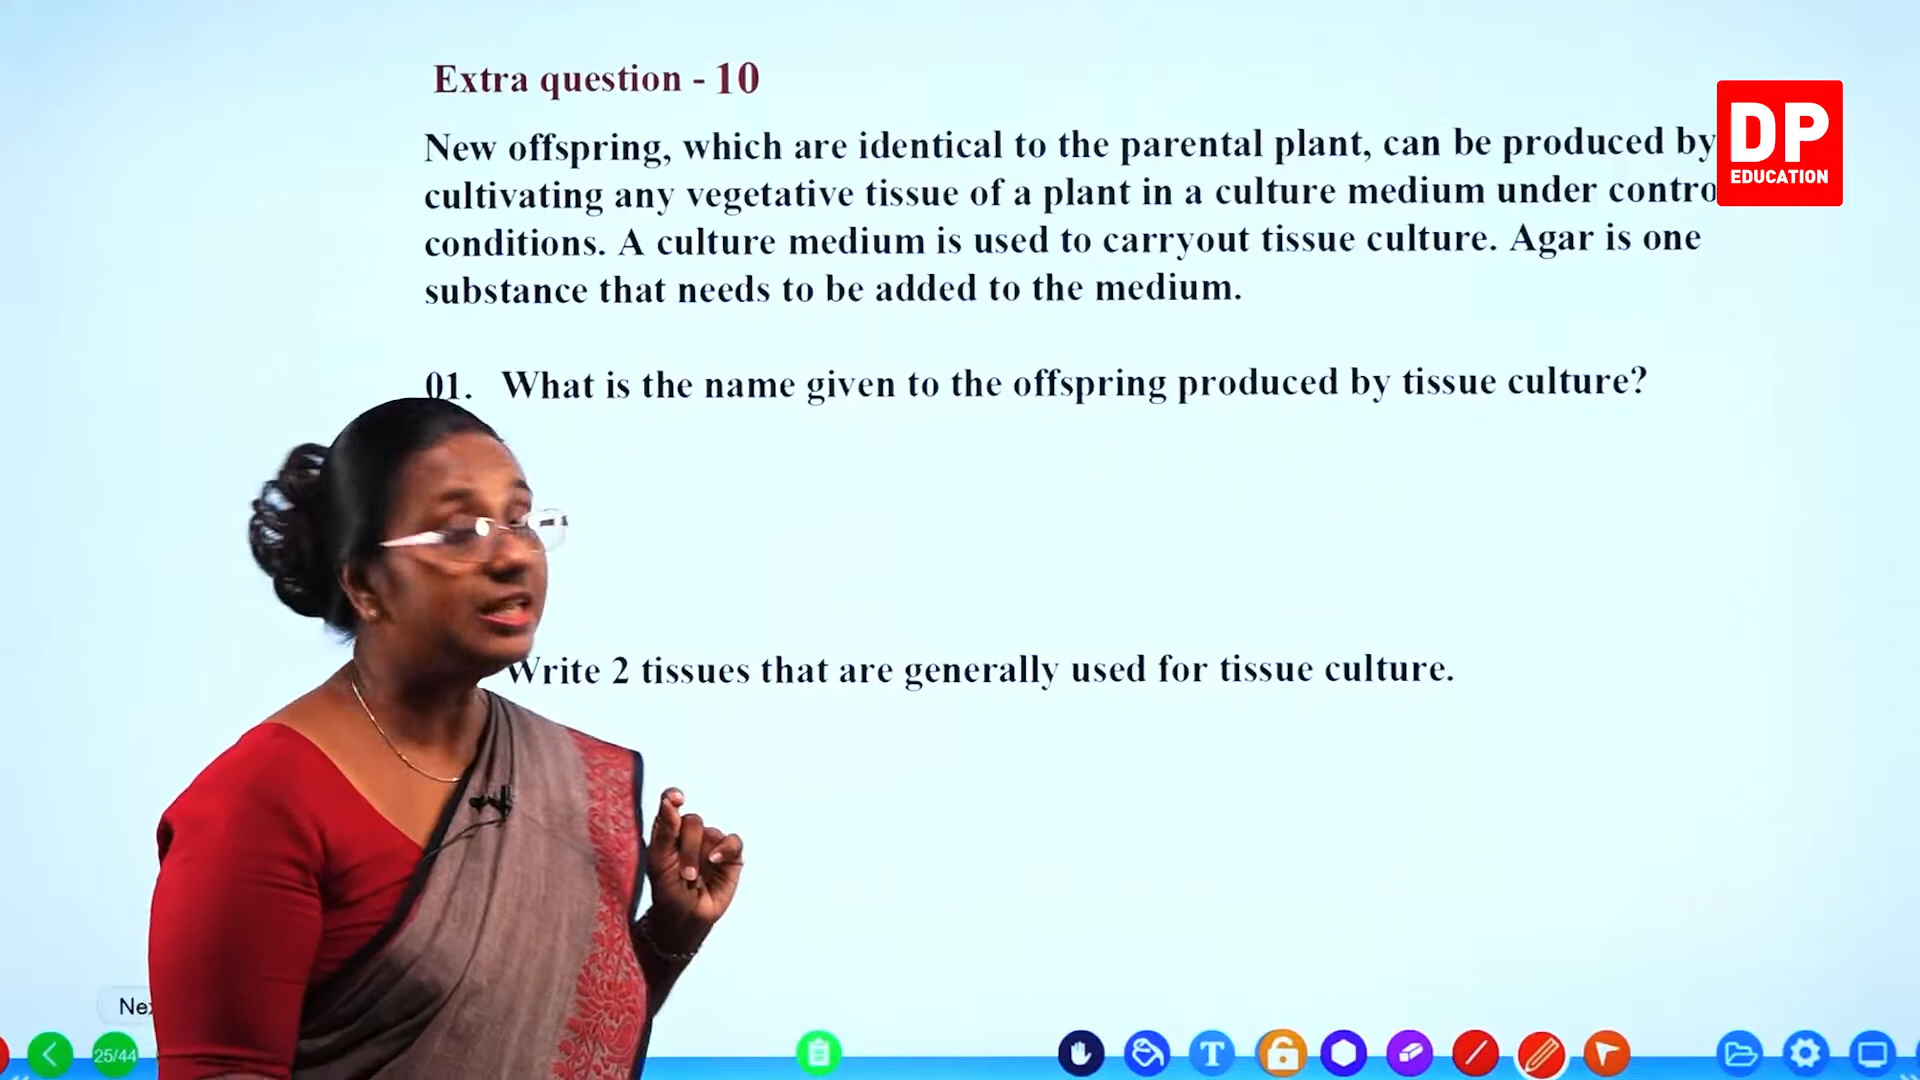 Extra question - 10
DP
EDUCATION
New offspring, which are identical to the parental plant, can be produced by
cultivating any vegetative tissue of a plant in a culture medium under contro
conditions. A culture medium is used to carryout tissue culture. Agar is one
substance that needs to be added to the medium.
01. What is the name given to the offspring produced by tissue culture?
Write 2 tissues that are generally used for tissue culture.
25/44
T